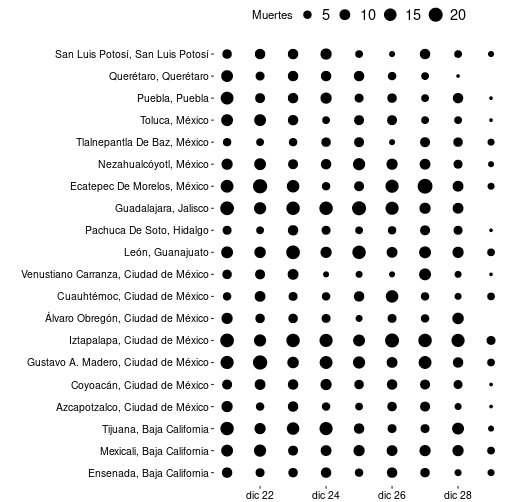 Muertes 5 10 15 20
San Luis Potosí, San Luis Potosí
Querétaro, Querétaro
Puebla, Puebla
Toluca, México
Tlalnepantla De Baz, México
Nezahualcóyotl, México
Ecatepec De Morelos, México
Guadalajara, Jalisco
Pachuca De Soto, Hidalgo
León, Guanajuato
Venustiano Carranza, Ciudad de México
Cuauhtémoc, Ciudad de México
Álvaro Obregón, Ciudad de México
Iztapalapa, Ciudad de México
Gustavo A. Madero, Ciudad de México
Coyoacán, Ciudad de México
Azcapotzalco, Ciudad de México
Tijuana, Baja California
Mexicali, Baja California
Ensenada, Baja California
dic 22 dic 24 dic 26 dic 28